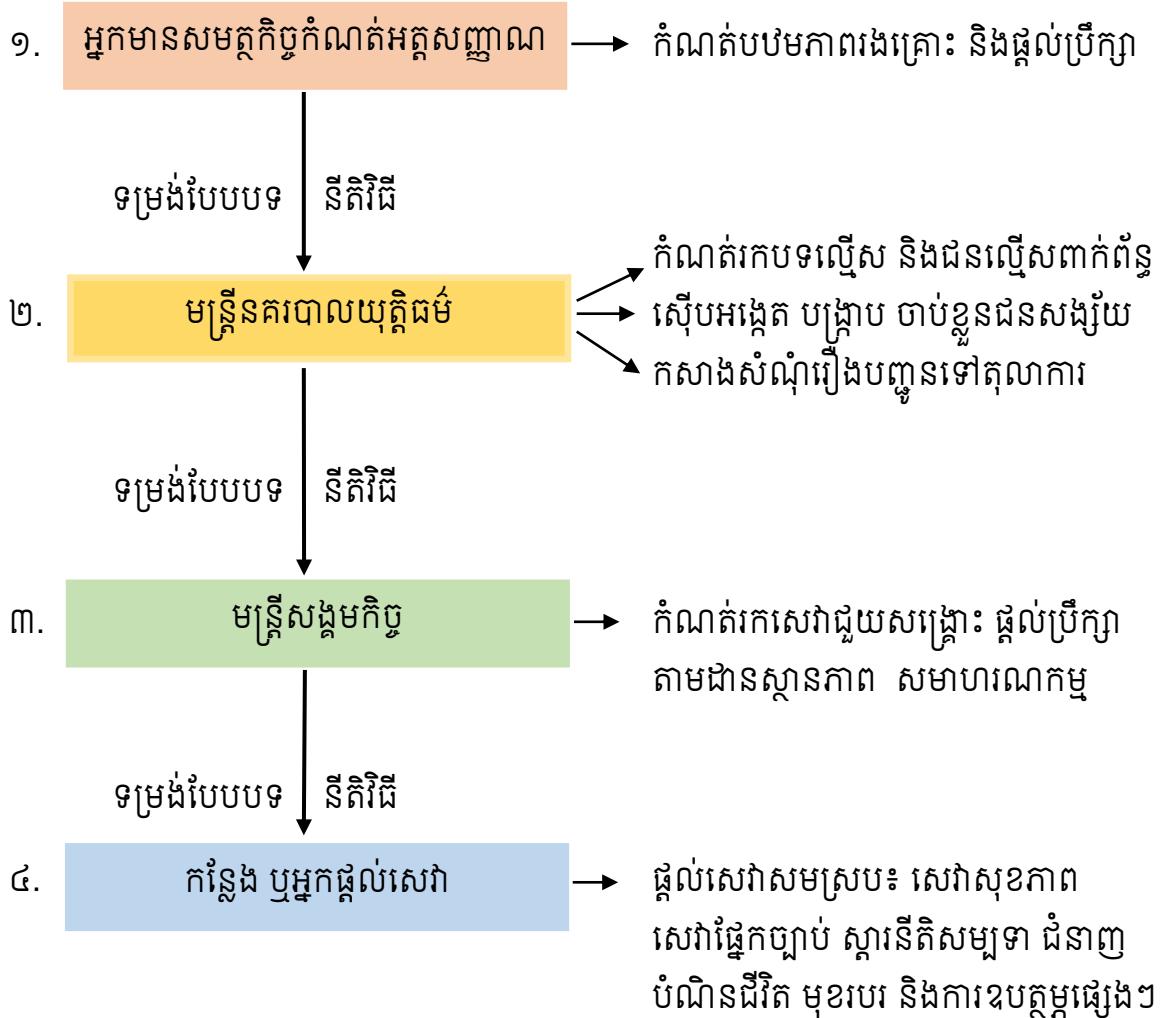 ១. អ្នកមានសមត្ថកិច្ចកំណត់អត្តសញ្ញាណ
កំណត់បឋមភាពរងគ្រោះ និងផ្តល់ប្រឹក្សា
ទម្រង់បែបបទ នីតិវិធី
២. មន្ត្រីនគរបាលយុត្តិធម៌
កំណត់រកបទល្មើស និងជនល្មើសពាក់ព័ន្ធ
ស៊ើបអង្កេត បង្ក្រាប ចាប់ខ្លួនជនសង្ស័យ
កសាងសំណុំរឿងបញ្ជូនទៅតុលាការ
ទម្រង់បែបបទ នីតិវិធី
៣. មន្ត្រីសង្គមកិច្ច
កំណត់រកសេវាជួយសង្គ្រោះ ផ្តល់ប្រឹក្សា
តាមដានស្ថានភាព សមាហរណកម្ម
ទម្រង់បែបបទ នីតិវិធី
៤. កន្លែង ឬអ្នកផ្តល់សេវា
ផ្តល់សេវាសមស្រប៖ សេវាសុខភាព
សេវាផ្នែកច្បាប់ ស្តារនីតិសម្បទា ជំនាញ
បំណិនជីវិត មុខរបរ និងការឧបត្ថម្ភផ្សេងៗ